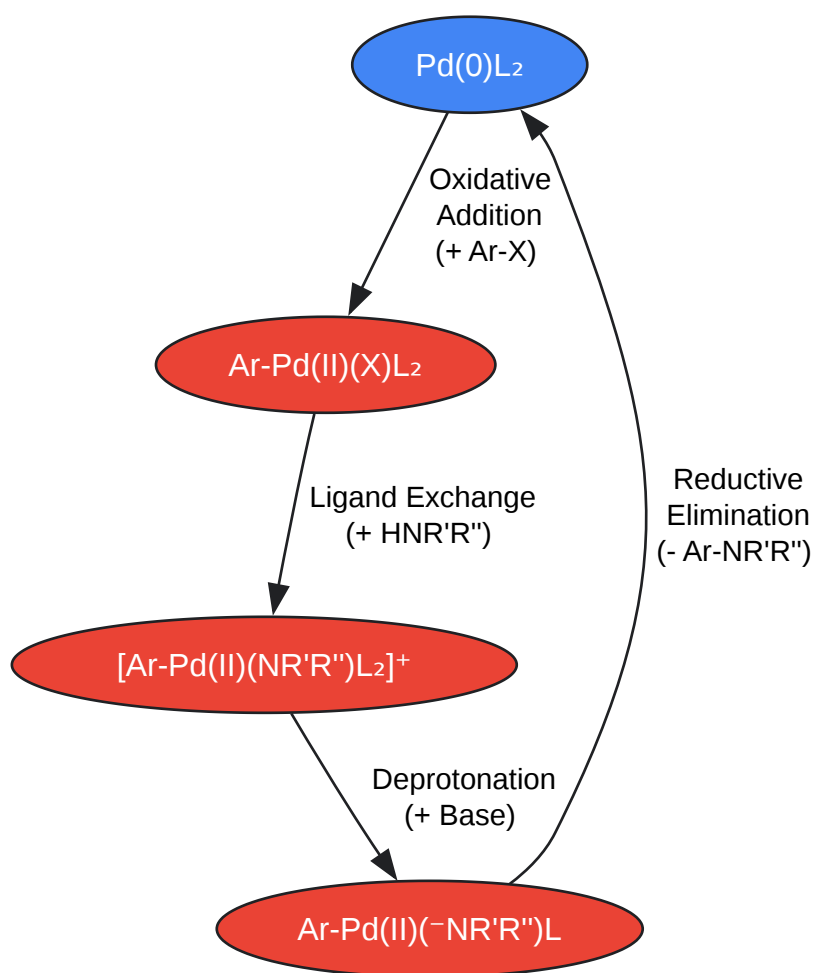 Pd(0)L₂
Oxidative
Addition
(+ Ar-X)
Ar-Pd(II)(X)L₂
Ligand Exchange
(+ HNR'R'')
[Ar-Pd(II)(NR'R'')L₂]⁺
Reductive
Elimination
(- Ar-NR'R'')
Deprotonation
(+ Base)
Ar-Pd(II)(⁻NR'R'')L